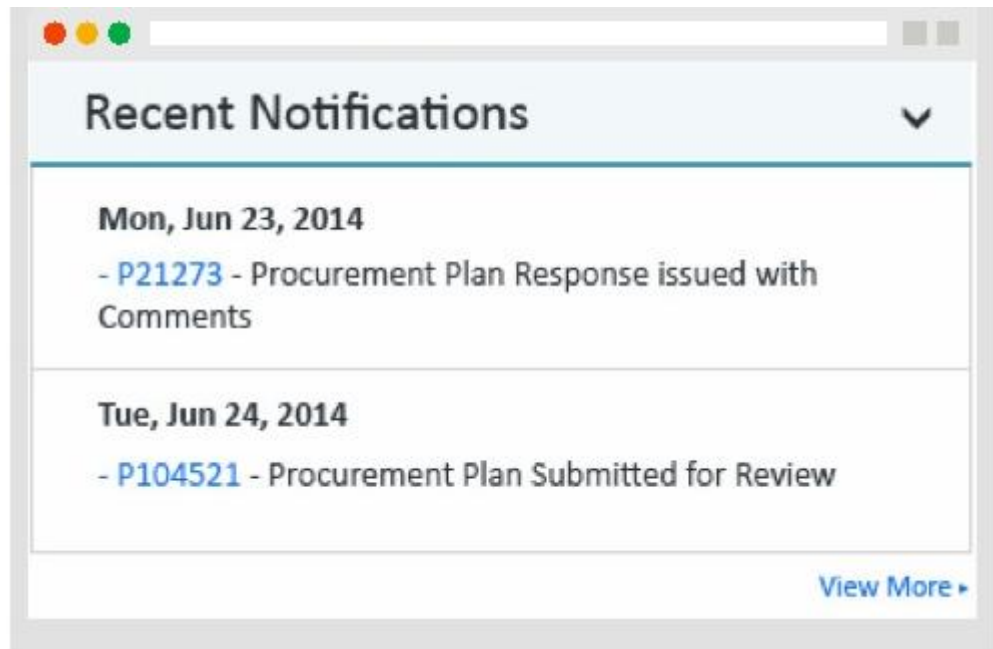 Recent Notifications
Mon, Jun 23, 2014
- P21273 - Procurement Plan Response issued with
Comments
Tue, Jun 24, 2014
- P104521 - Procurement Plan Submitted for Review
View More